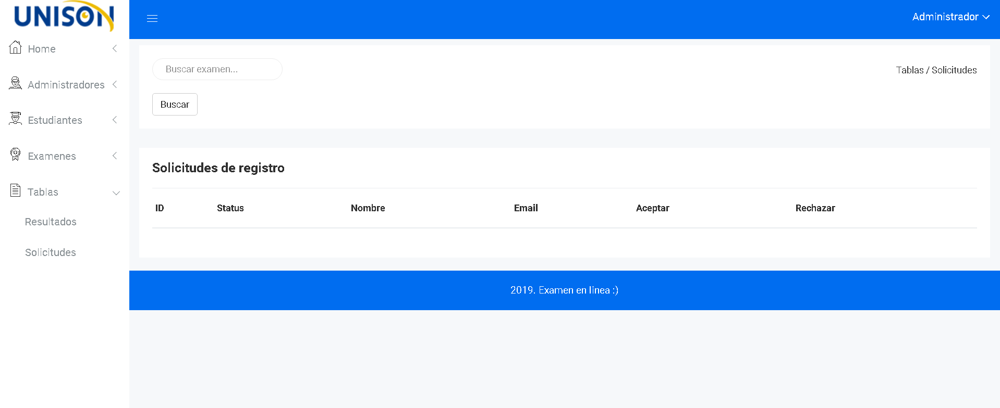 UNISON
Administrador
Home
Administradores
Estudiantes
Examenes
Tablas
Resultados
Solicitudes
Buscar examen...
Tablas / Solicitudes
Buscar
Solicitudes de registro
ID Status Nombre Email Aceptar Rechazar
2019. Examen en linea :)